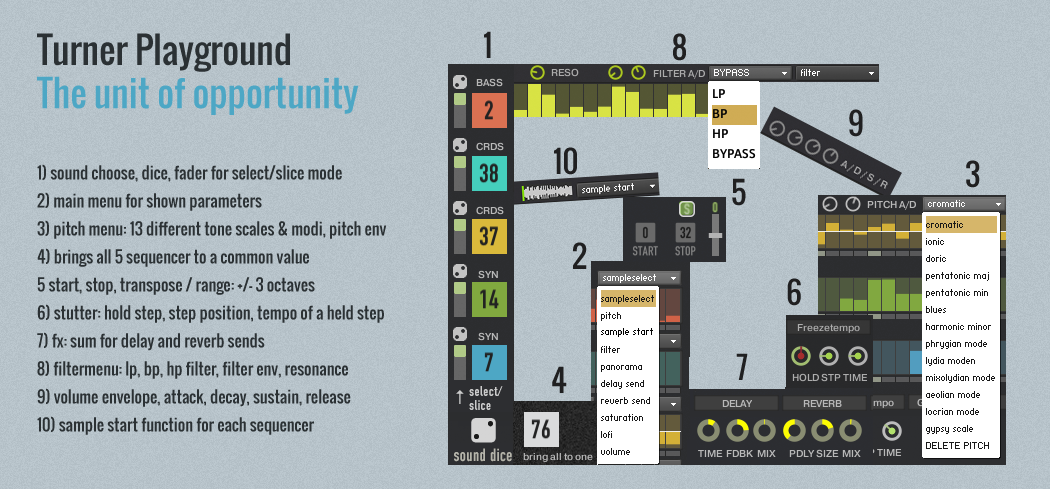 Turner Playground
The unit of opportunity
1) sound choose, dice, fader for select/slice mode
2) main menu for shown parameters
3) pitch menu: 13 different tone scales & modi, pitch env
4) brings all 5 sequencer to a common value
5 start, stop, transpose / range: +/- 3 octaves
6) stutter: hold step, step position, tempo of a held step
7) fx: sum for delay and reverb sends
8) filtermenu: lp, bp, hp filter, filter env, resonance
9) volume envelope, attack, decay, sustain, release
10) sample start function for each sequencer
1
BASS
2
CRDS
38
CRDS
37
SYN
14
SYN
7
select/
slice
sound dice
8
RESO
FILTER A/D
BYPASS
filter
LP
BP
HP
BYPASS
9
A/D/S/R
10
sample start
5
S
0
0
START
32
STOP
2
sampleselect
sampleselect
pitch
sample start
filter
panorama
delay send
reverb send
saturation
lofi
volume
4
76
bring all to one
3
PITCH A/D
cromatic
cromatic
ionic
doric
pentatonic maj
pentatonic min
blues
harmonic minor
phrygian mode
lydia moden
mixolydian mode
aeolian mode
locrian mode
gypsy scale
DELETE PITCH
6
Freezetempo
HOLD STP TIME
7
DELAY
TIME FDBK MIX
REVERB
PDLY SIZE MIX
mpo
TIME